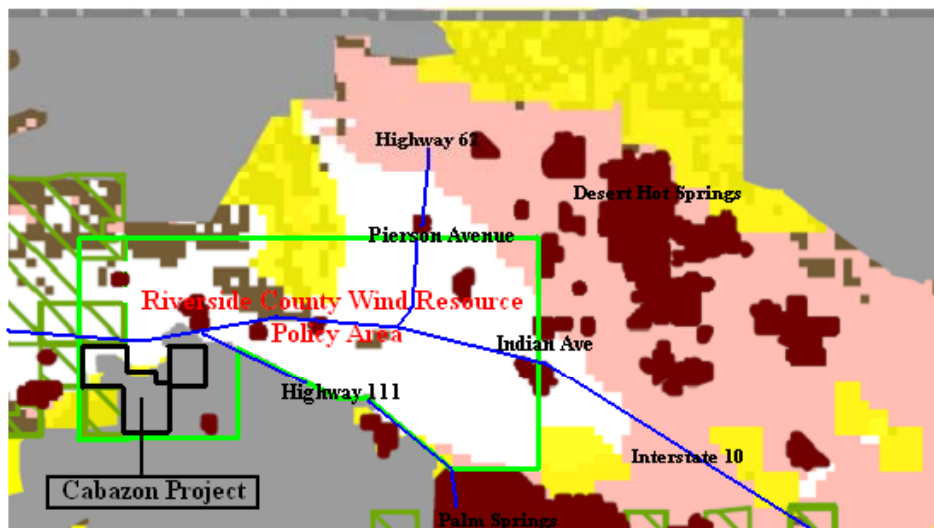 Highway 62
Desert Hot Springs
Pierson Avenue
Riverside County Wind Resource
Policy Area
Indian Ave
Highway 111
Interstate 10
Cabazon Project
Palm Springs